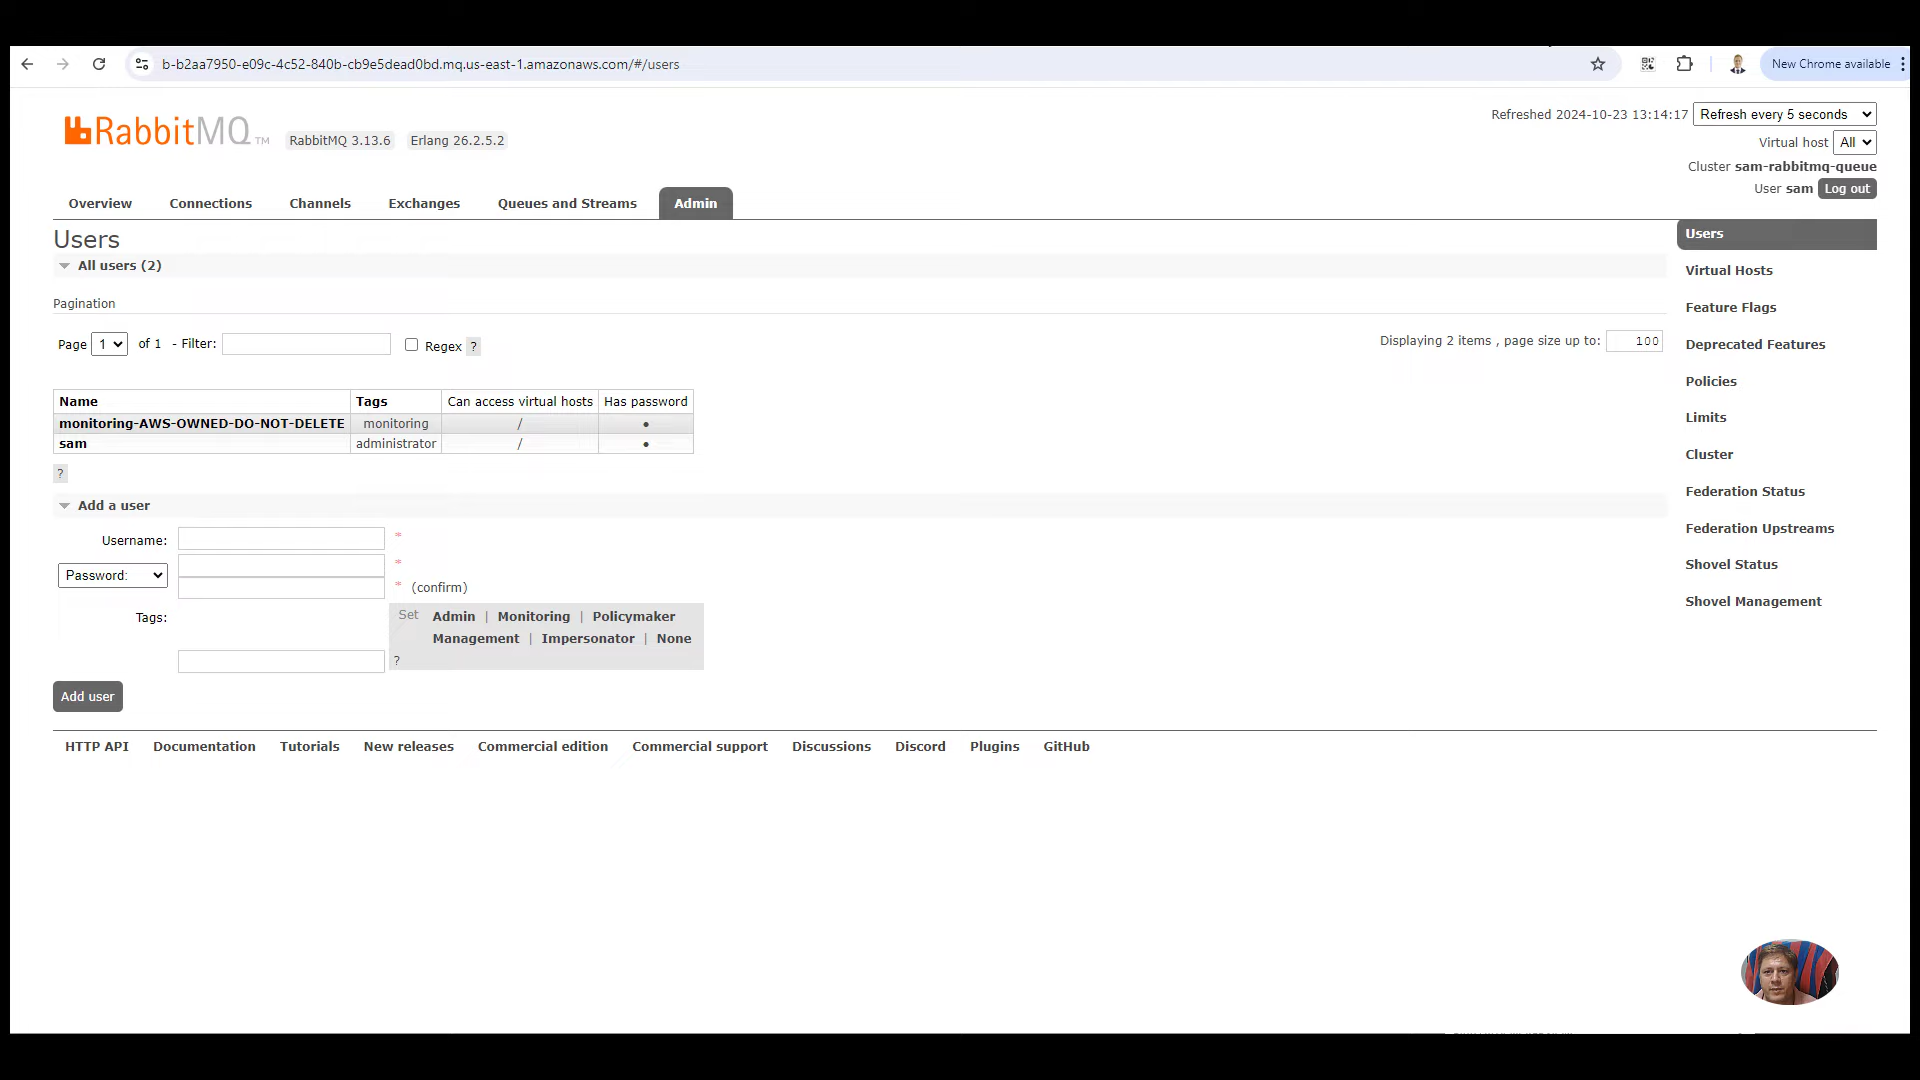 b-b2aa7950-e09c-4c52-840b-cb9e5dead0bd.mq.us-east-1.amazonaws.com/#/users
New Chrome available
RabbitMQ TM
RabbitMQ 3.13.6
Erlang 26.2.5.2
Refreshed 2024-10-23 13:14:17
Refresh every 5 seconds
Virtual host All
Cluster sam-rabbitmq-queue
User sam Log out
Overview
Connections
Channels
Exchanges
Queues and Streams
Admin
Users
All users (2)
Pagination
Page 1 of 1 - Filter:
Regex ?
Displaying 2 items , page size up to: 100
Name Tags Can access virtual hosts Has password
monitoring-AWS-OWNED-DO-NOT-DELETE monitoring / •
sam administrator / •
?
Add a user
Username: *
Password: *
* (confirm)
Tags:
Set Admin | Monitoring | Policymaker
Management | Impersonator | None
?
Add user
HTTP API
Documentation
Tutorials
New releases
Commercial edition
Commercial support
Discussions
Discord
Plugins
GitHub
Users
Virtual Hosts
Feature Flags
Deprecated Features
Policies
Limits
Cluster
Federation Status
Federation Upstreams
Shovel Status
Shovel Management